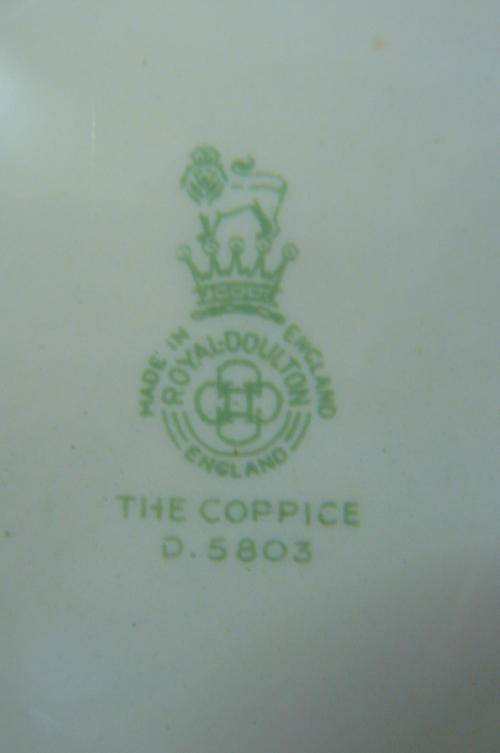 MADE IN ENGLAND
ROYAL DOULTON
ENGLAND
THE COPPICE
D.5803